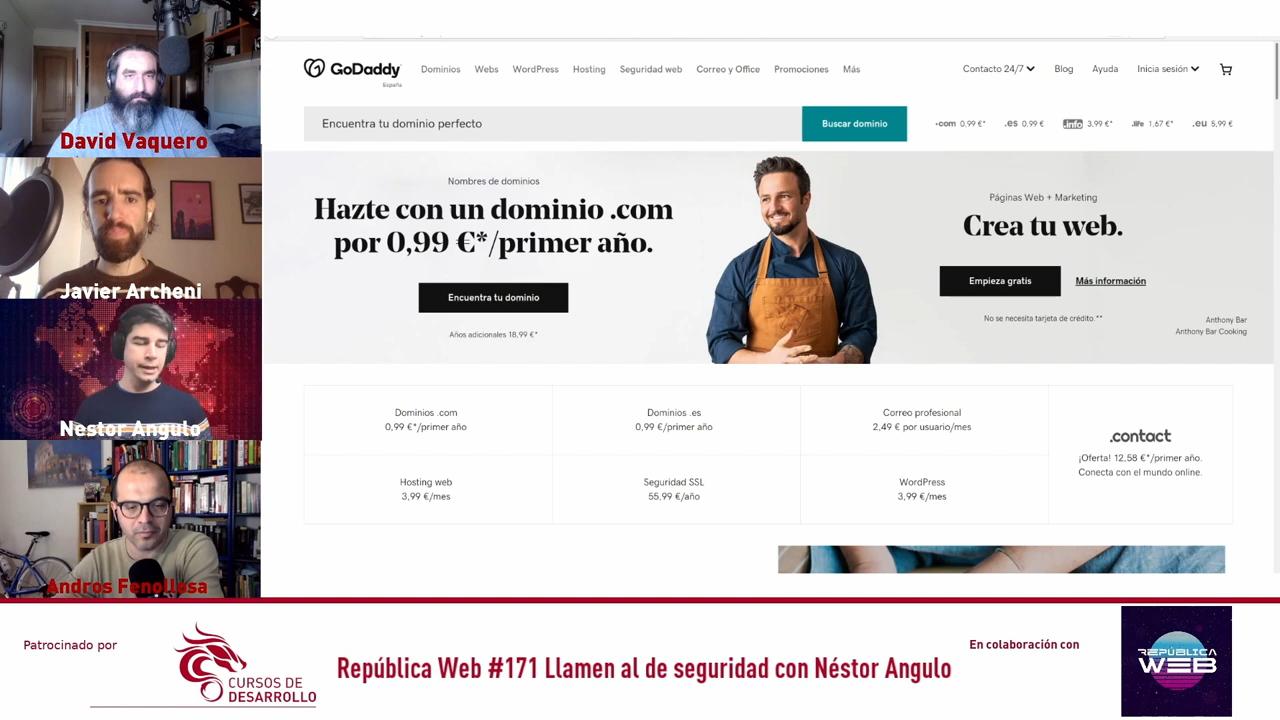 David Vaquero
Javier Archeni
Nestor Angulo
Andros Fenollosa
GoDaddy
España
Dominios
Webs
WordPress
Hosting
Seguridad web
Correo y Office
Promociones
Más
Contacto 24/7
Blog
Ayuda
Inicia sesión
Encuentra tu dominio perfecto
Buscar dominio
.com 0,99 €*
.es 0,99 €
.info 3,99 €*
.life 1,67 €*
.eu 5,99 €
Nombres de dominios
Hazte con un dominio .com
por 0,99 €*/primer año.
Encuentra tu dominio
Años adicionales 18,99 €*
Páginas Web + Marketing
Crea tu web.
Empieza gratis
Más información
No se necesita tarjeta de crédito.**
Anthony Bar
Anthony Bar Cooking
Dominios .com
0,99 €*/primer año
Dominios .es
0,99 €/primer año
Correo profesional
2,49 € por usuario/mes
.contact
¡Oferta! 12,58 €*/primer año.
Conecta con el mundo online.
Hosting web
3,99 €/mes
Seguridad SSL
55,99 €/año
WordPress
3,99 €/mes
Patrocinado por
CURSOS DE
DESARROLLO
República Web #171 Llamen al de seguridad con Néstor Angulo
En colaboración con
REPÚBLICA
WEB